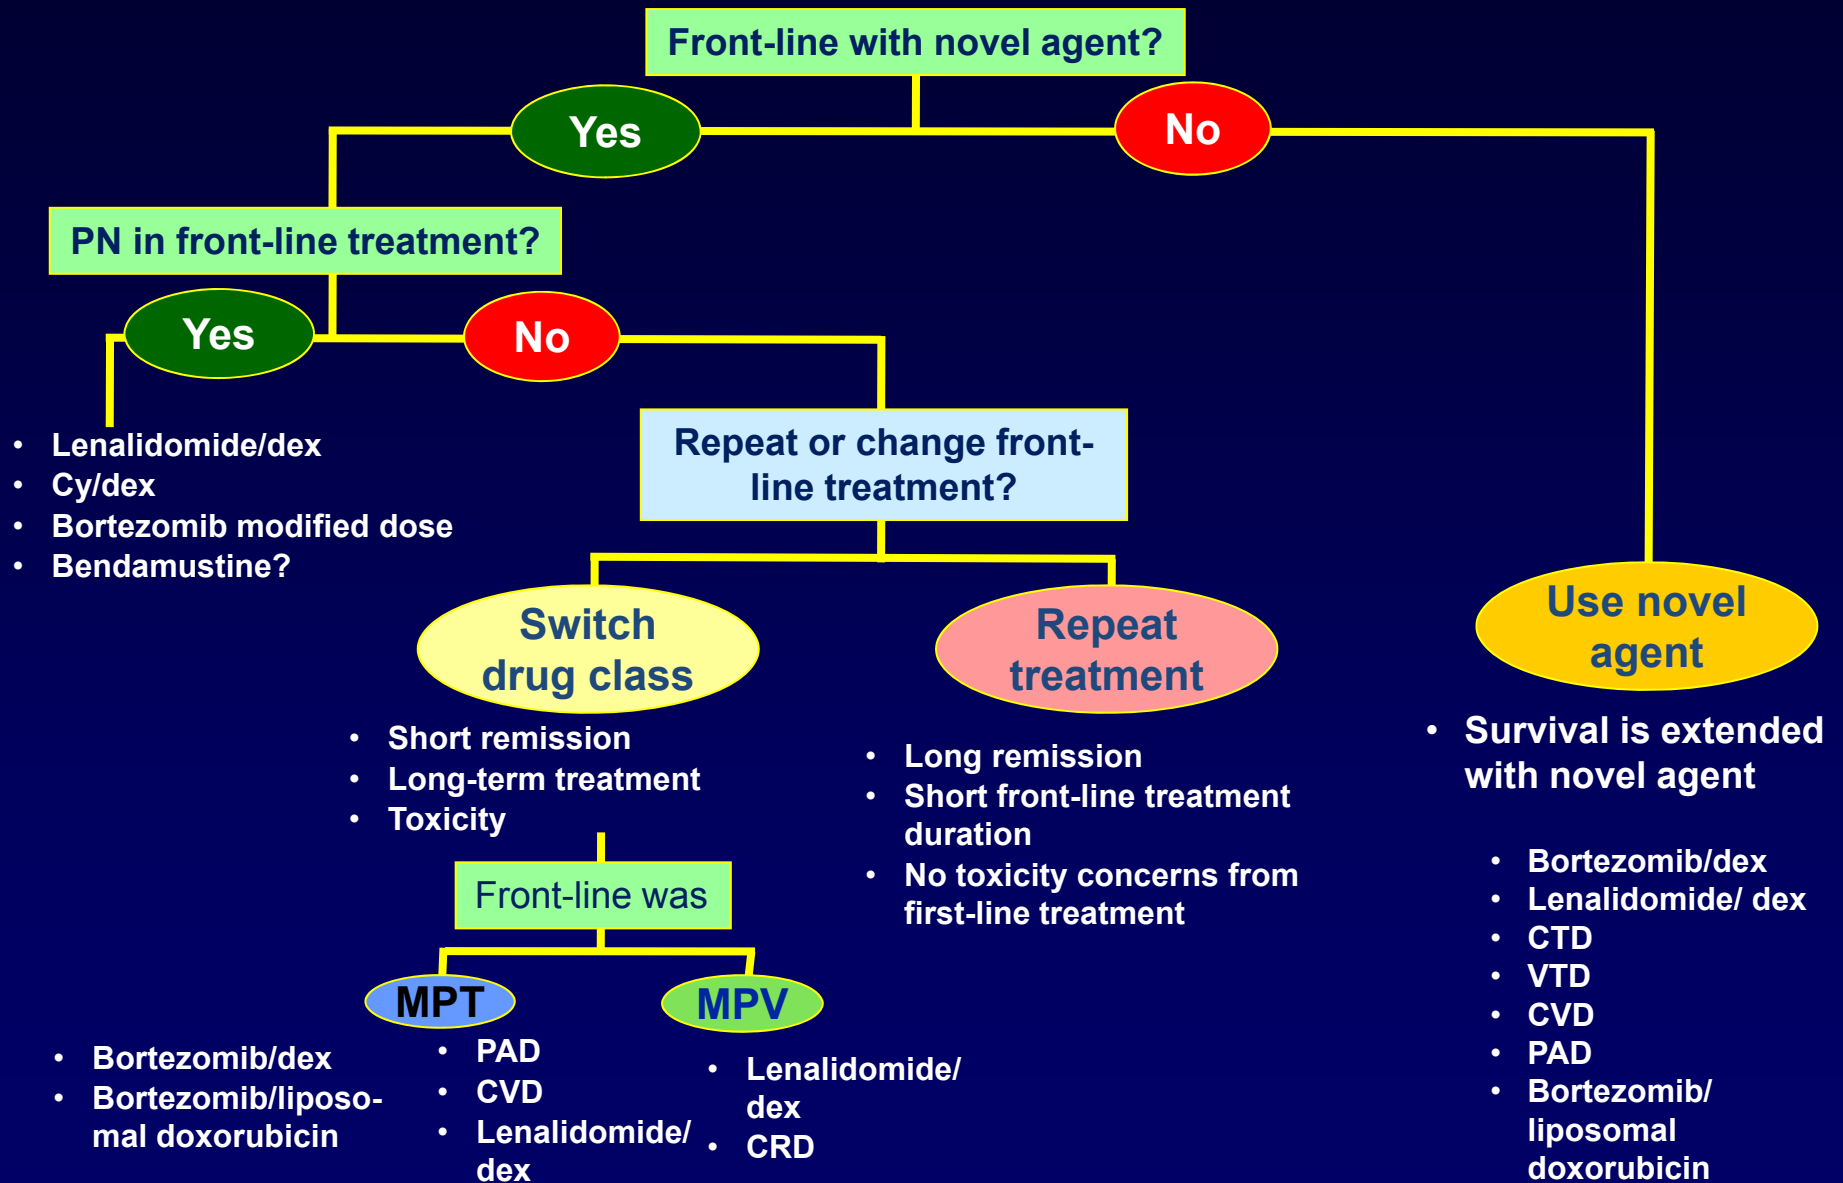 Front-line with novel agent?
Yes
No
PN in front-line treatment?
Yes
No
• Lenalidomide/dex
• Cy/dex
• Bortezomib modified dose
• Bendamustine?
Repeat or change front-
line treatment?
Switch
drug class
• Short remission
• Long-term treatment
• Toxicity
Repeat
treatment
• Long remission
• Short front-line treatment
duration
• No toxicity concerns from
first-line treatment
Use novel
agent
• Survival is extended
with novel agent
• Bortezomib/dex
• Lenalidomide/ dex
• CTD
• VTD
• CVD
• PAD
• Bortezomib/
liposomal
doxorubicin
Front-line was
MPT
• Bortezomib/dex
• Bortezomib/liposo-
mal doxorubicin
• PAD
• CVD
• Lenalidomide/
dex
MPV
• Lenalidomide/
dex
• CRD